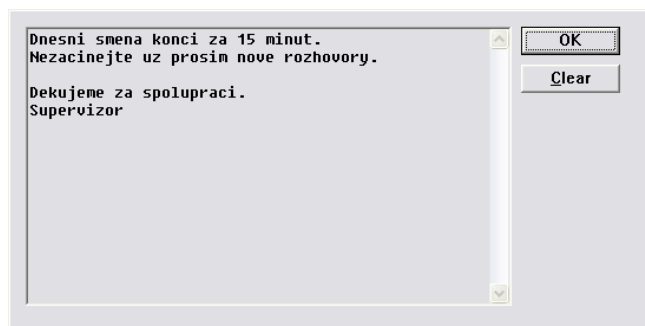 Dnesni smena konci za 15 minut.
Nezacinejte uz prosim nove rozhovory.
Dekujeme za spolupraci.
Supervizor
OK
Clear